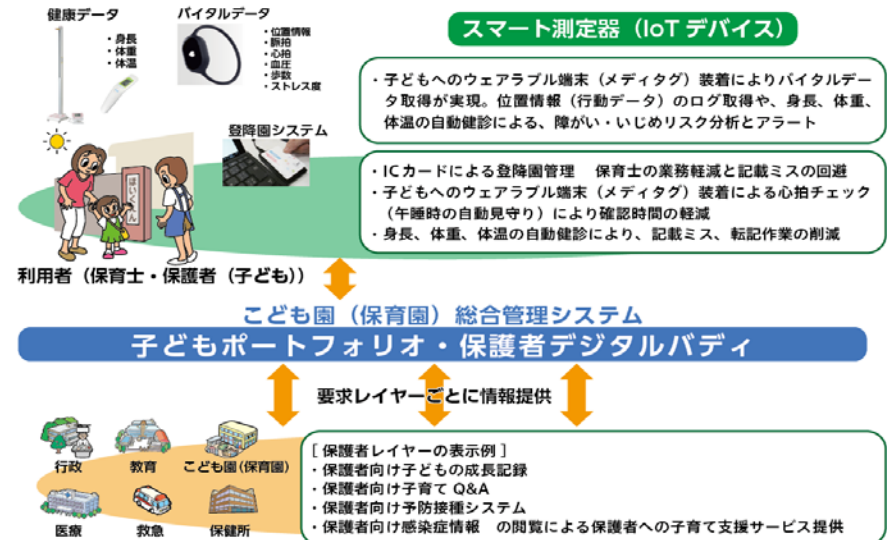 健康データ
・身長
・体重
・体温
バイタルデータ
・位置情報
・脈拍
・心拍
・血圧
・歩数
・ストレス度
スマート測定器(IoT デバイス)
・子どもへのウェアラブル端末(メディタグ)装着によりバイタルデー
タ取得が実現。位置情報(行動データ)のログ取得や、身長、体重、
体温の自動健診による、障がい・いじめリスク分析とアラート
登降園システム
ほいくえん
・ICカードによる登降園管理 保育士の業務軽減と記載ミスの回避
・子どもへのウェアラブル端末(メディタグ)装着による心拍チェック
(午睡時の自動見守り)により確認時間の軽減
・身長、体重、体温の自動健診により、記載ミス、転記作業の削減
利用者(保育士・保護者(子ども))
こども園(保育園)総合管理システム
子どもポートフォリオ・保護者デジタルバディ
要求レイヤーごとに情報提供
行政
教育
こども園(保育園)
医療
救急
保健所
[ 保護者レイヤーの表示例 ]
・保護者向け子どもの成長記録
・保護者向け子育て Q&A
・保護者向け予防接種システム
・保護者向け感染症情報 の閲覧による保護者への子育て支援サービス提供